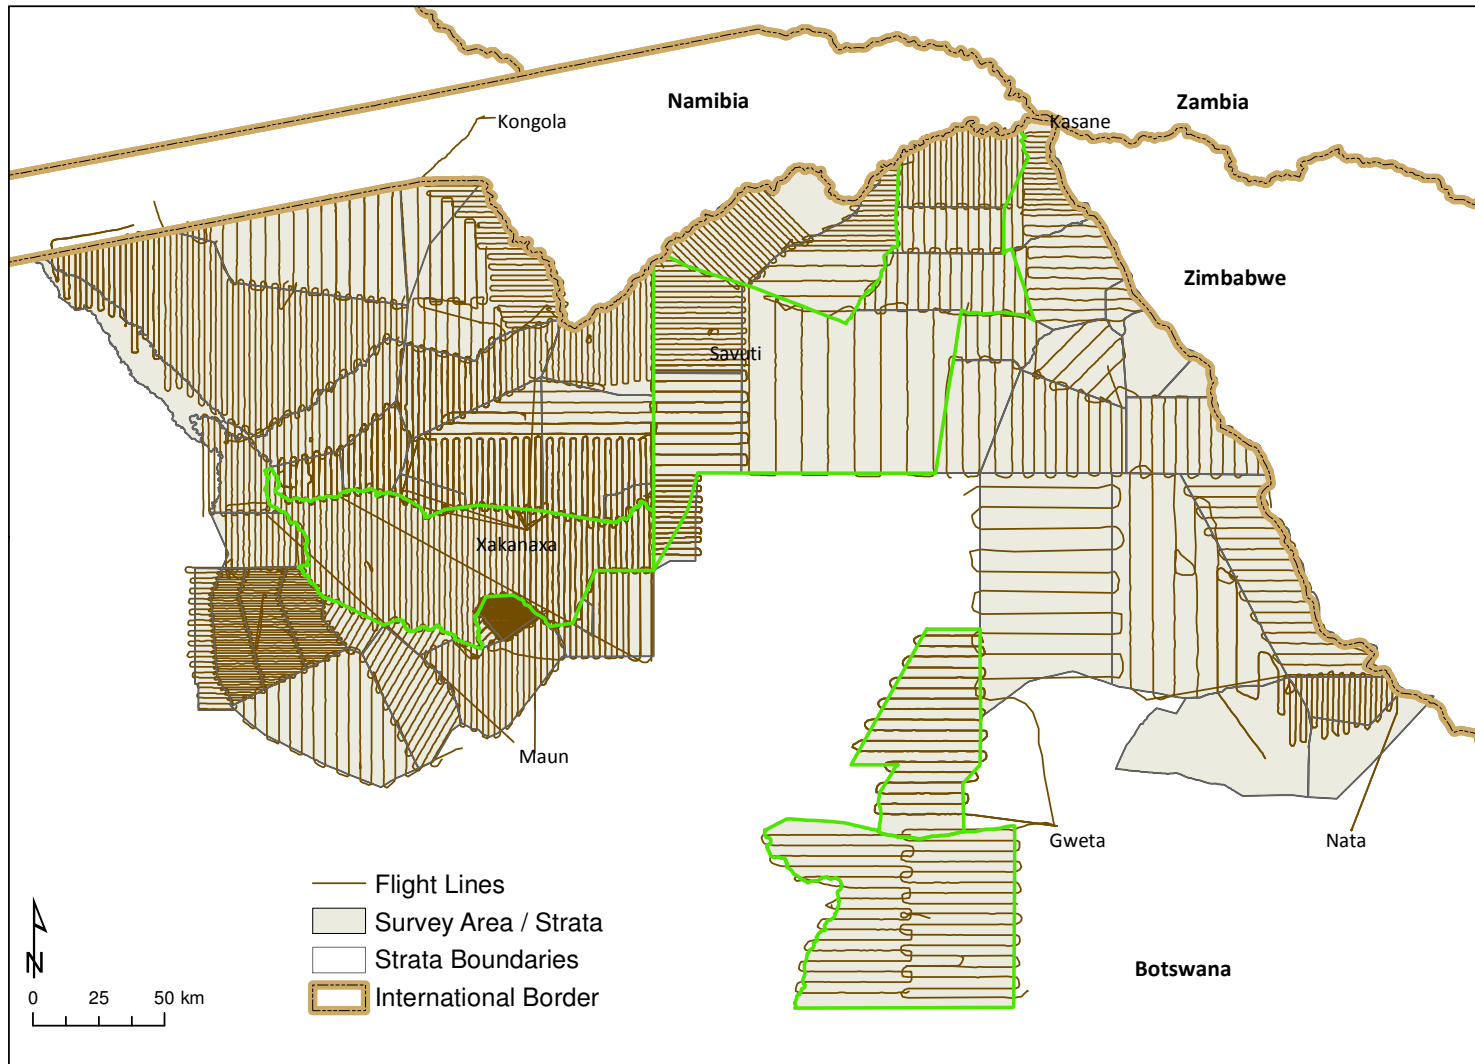 Namibia
Zambia
Kongola
Kasane
Zimbabwe
Savuti
Xakanaxa
Maun
Gweta
Nata
Flight Lines
Survey Area / Strata
Strata Boundaries
International Border
Botswana
N
0 25 50 km